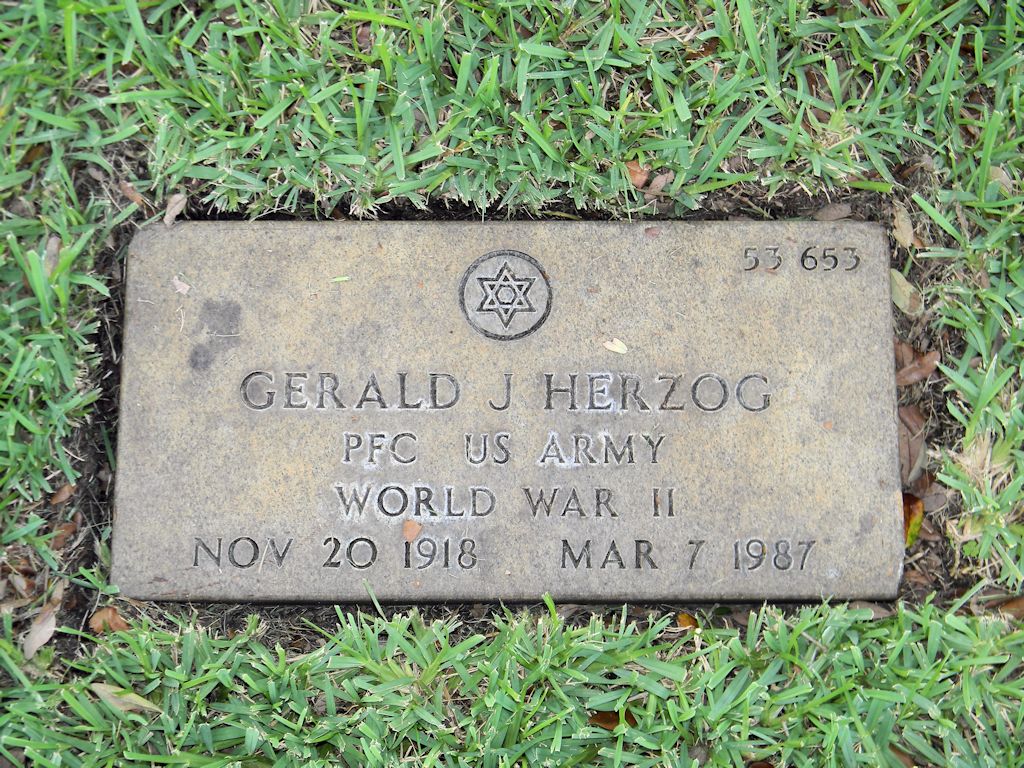 53 653
GERALD J HERZOG
PFC US ARMY
WORLD WAR II
NOV 20 1918 MAR 7 1987